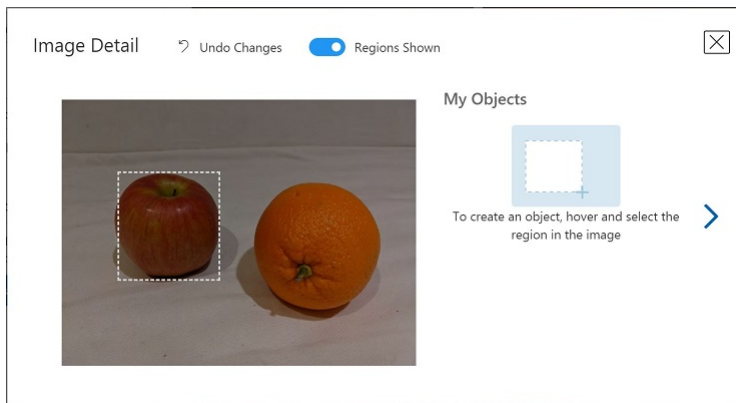 Image Detail
Undo Changes
Regions Shown
My Objects
To create an object, hover and select the
region in the image